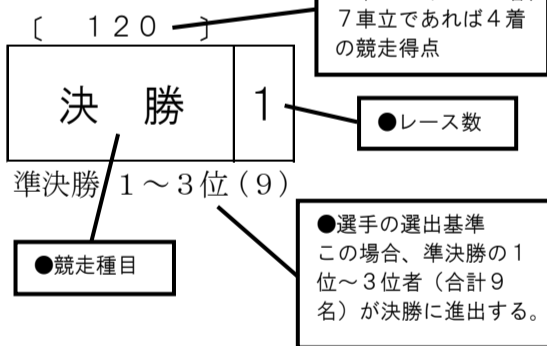 〔　１２０　〕
７車立であれば４着
の競走得点
決　勝
1
●レース数
準決勝 １～３位（９）
●競走種目
●選手の選出基準
この場合、準決勝の１
位～３位者（合計９
名）が決勝に進出する。